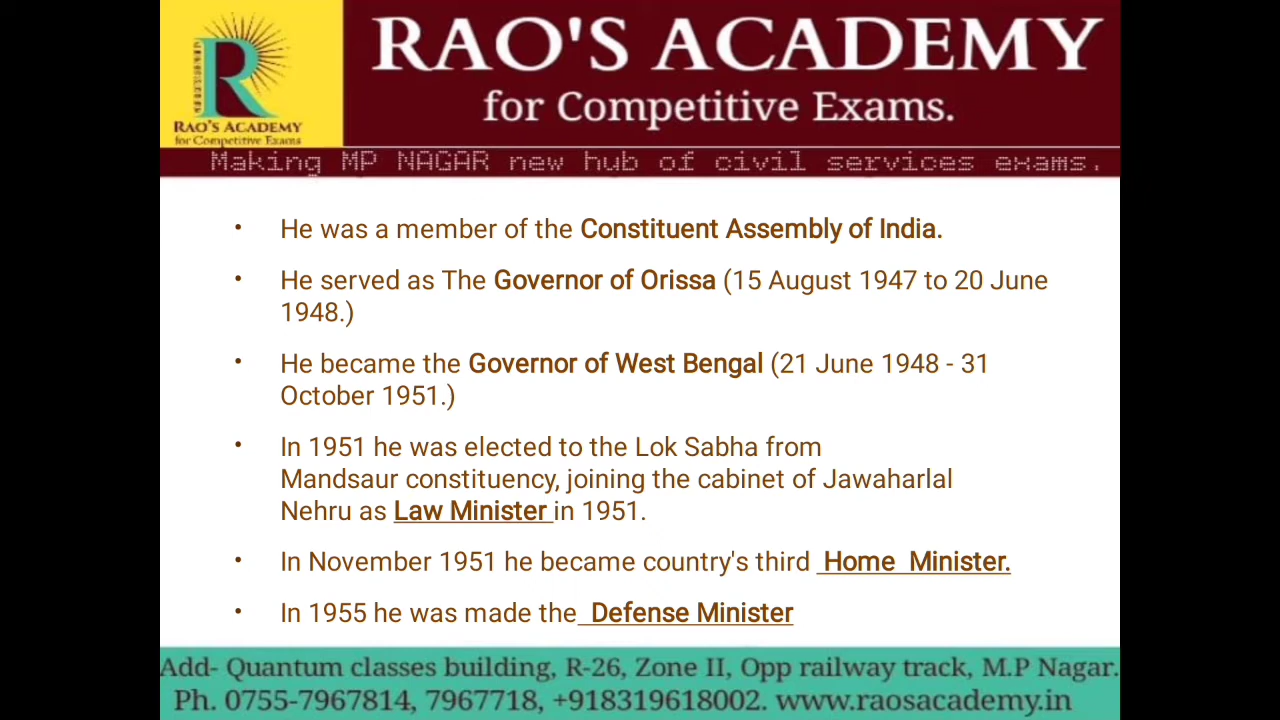 RAO'S ACADEMY
for Competitive Exams.
R
RAO'S ACADEMY
for Competitive Exams
Making MP NAGAR new hub of civil services exams.
• He was a member of the Constituent Assembly of India.
• He served as The Governor of Orissa (15 August 1947 to 20 June
1948.)
• He became the Governor of West Bengal (21 June 1948 - 31
October 1951.)
• In 1951 he was elected to the Lok Sabha from
Mandsaur constituency, joining the cabinet of Jawaharlal
Nehru as Law Minister in 1951.
• In November 1951 he became country's third Home Minister.
• In 1955 he was made the Defense Minister
Add- Quantum classes building, R-26, Zone II, Opp railway track, M.P Nagar.
Ph. 0755-7967814, 7967718, +918319618002. www.raosacademy.in